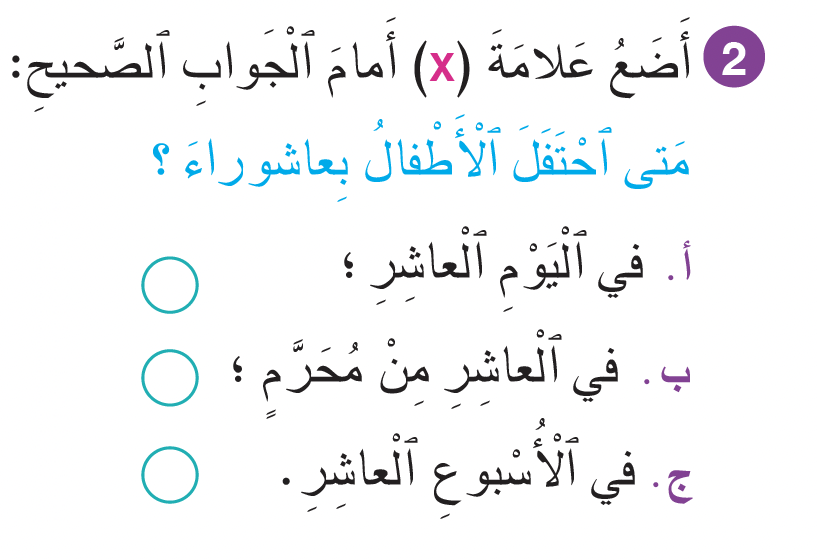 2 أَضَعُ عَلامَةَ (x) أَمامَ ٱلْجَوابِ ٱلصَّحيحِ:
مَتى ٱحْتَفَلَ ٱلْأَطْفالُ بِعاشوراءَ ؟
أ. في ٱلْيَوْمِ ٱلْعاشِرِ ؛
ب. في ٱلْعاشِرِ مِنْ مُحَرَّمٍ ؛
ج. في ٱلْأُسْبوعِ ٱلْعاشِرِ .